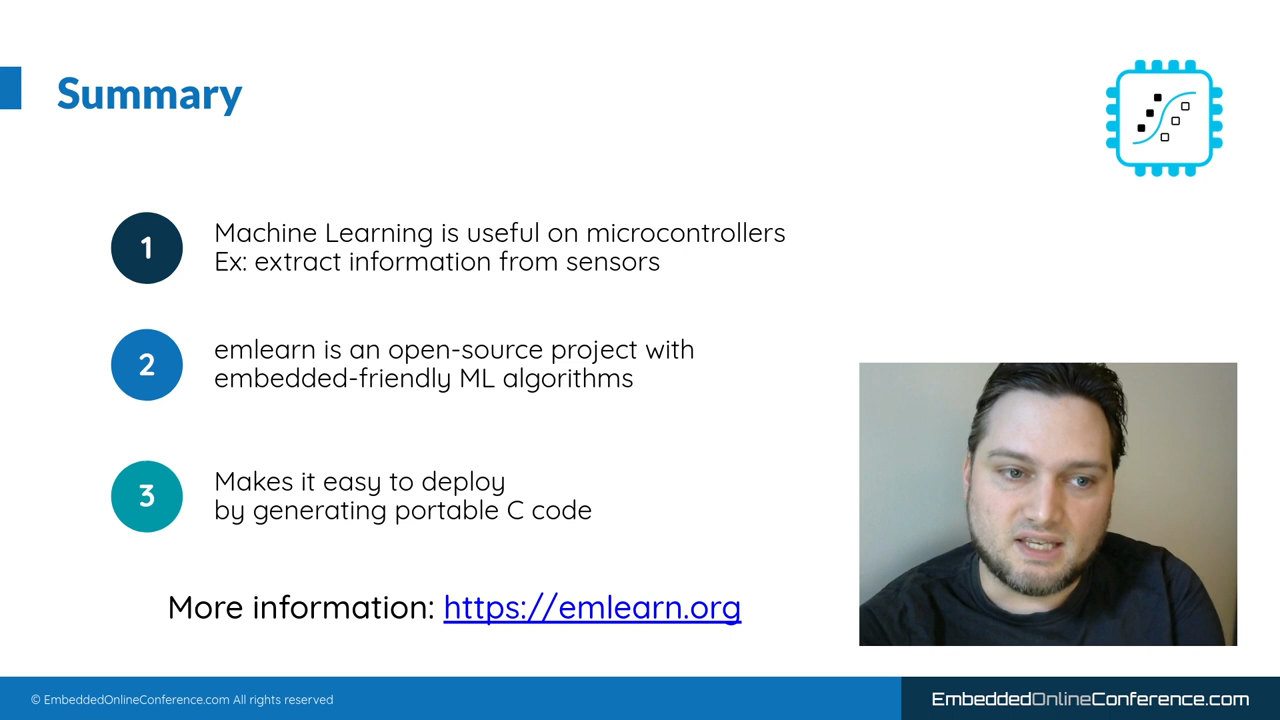 Summary
1
Machine Learning is useful on microcontrollers
Ex: extract information from sensors
2
emlearn is an open-source project with
embedded-friendly ML algorithms
3
Makes it easy to deploy
by generating portable C code
More information: https://emlearn.org
© EmbeddedOnlineConference.com All rights reserved
EmbeddedOnlineConference.com